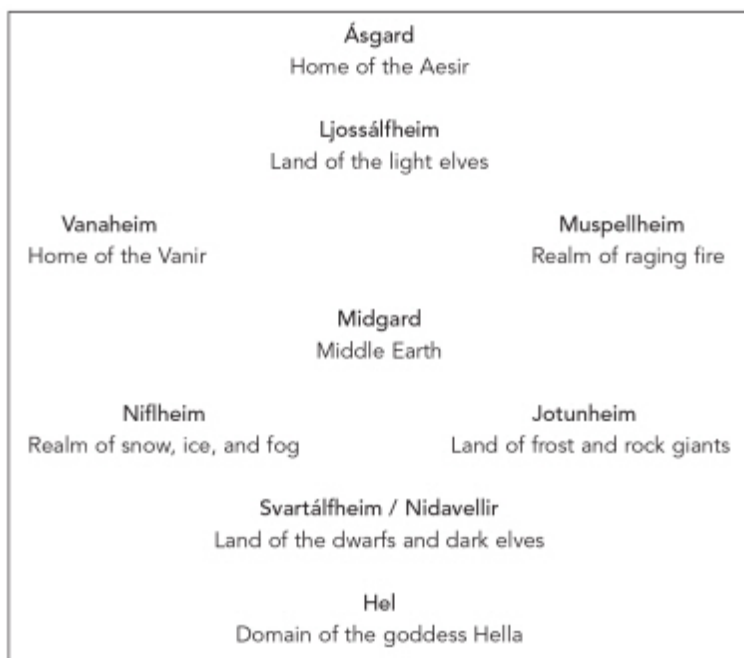 Ásgard
Home of the Aesir
Ljossálfheim
Land of the light elves
Vanaheim
Home of the Vanir
Muspellheim
Realm of raging fire
Midgard
Middle Earth
Niflheim
Realm of snow, ice, and fog
Jotunheim
Land of frost and rock giants
Svartálfheim / Nidavellir
Land of the dwarfs and dark elves
Hel
Domain of the goddess Hella